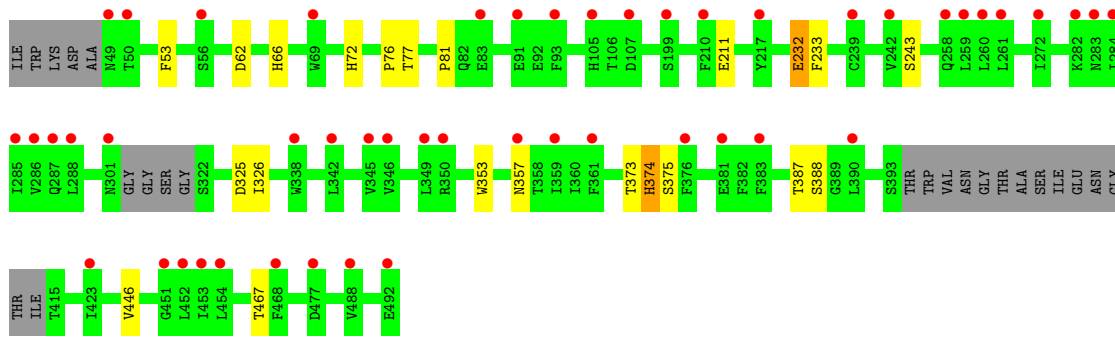 ILE TRP LYS ASP ALA N49 T50 F53 S56 D62 H66 W69 H72 P76 T77 P81 Q82 E83 E91 E92 F93 H105 T106 D107 S199 F210 E211 Y217 E232 F233 C239 V242 S243 Q258 L259 L260 L261 I272 K282 N283 I284
I285 V286 Q287 L288 N301 GLY GLY SER GLY S322 D325 I326 W338 L342 V345 V346 L349 R350 W353 N357 T358 I359 I360 F361 T373 H374 S375 F376 E381 F382 F383 T387 S388 G389 L390 S393 THR TRP VAL ASN GLY THR ALA SER ILE GLU ASN GLY
THR ILE T415 I423 V446 G451 L452 I453 L454 T467 F468 D477 V488 E492